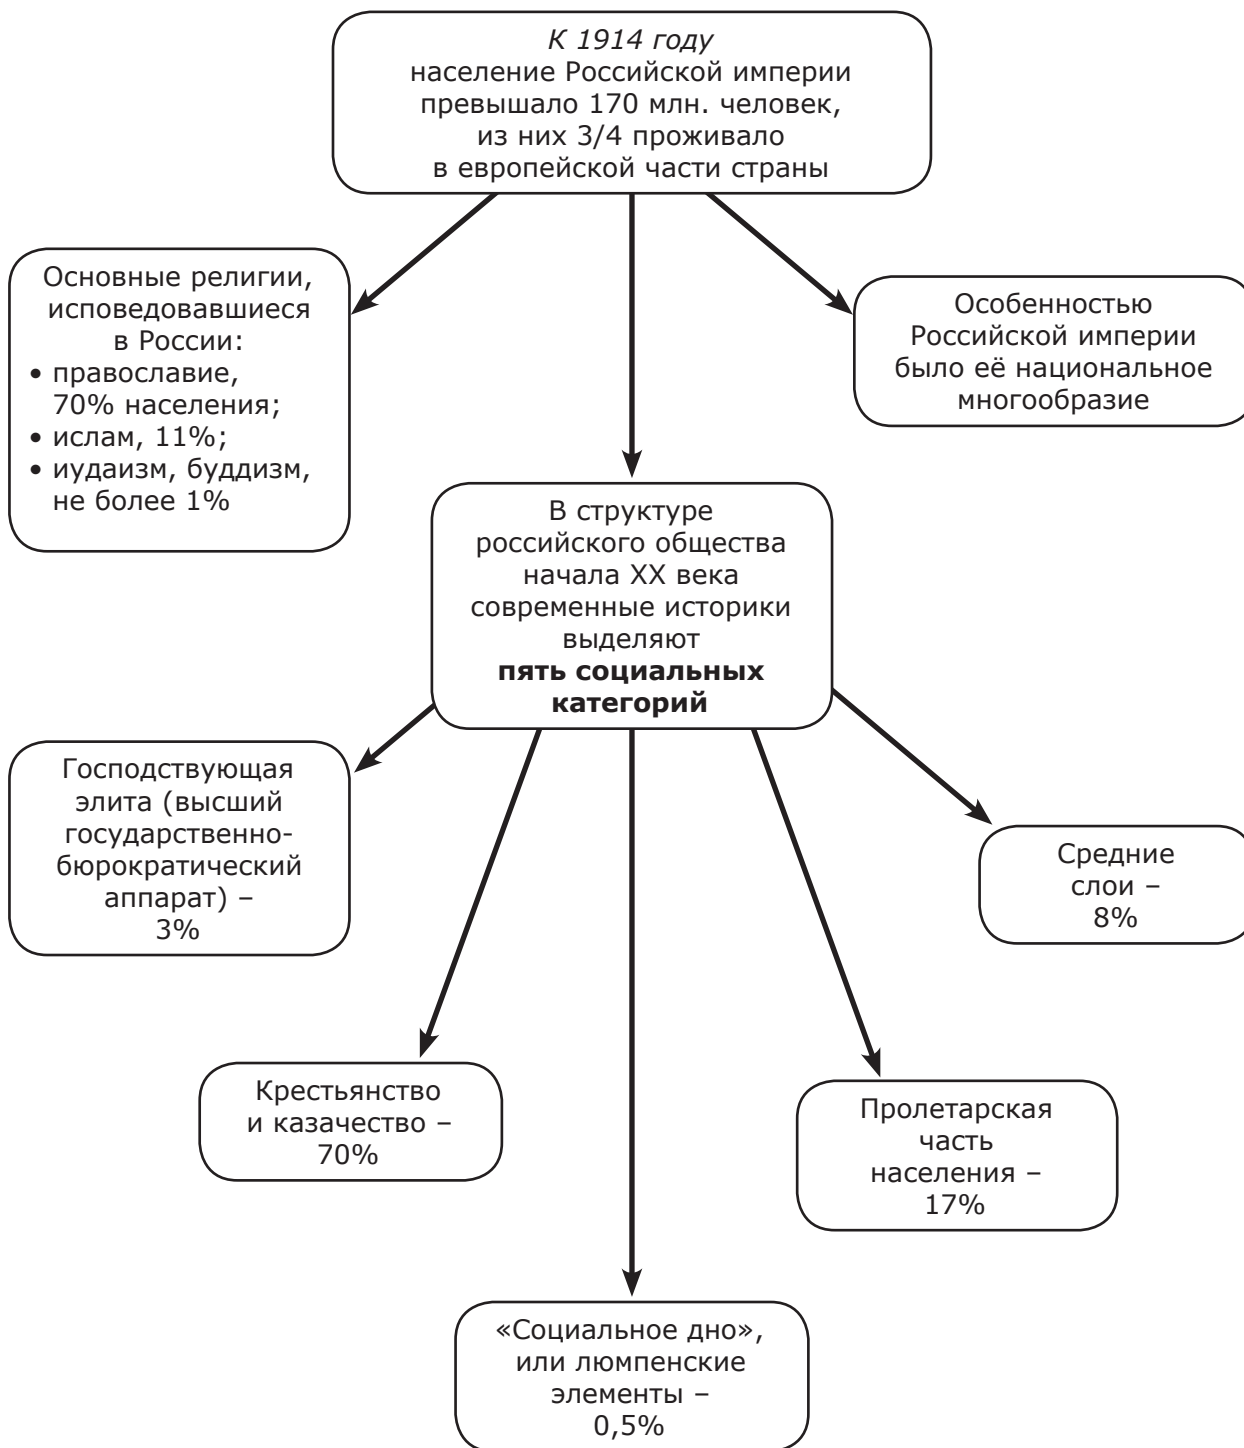 К 1914 году
население Российской империи
превышало 170 млн. человек,
из них 3/4 проживало
в европейской части страны
Основные религии,
исповедовавшиеся
в России:
• православие,
70% населения;
• ислам, 11%;
• иудаизм, буддизм,
не более 1%
Особенностью
Российской империи
было её национальное
многообразие
В структуре
российского общества
начала XX века
современные историки
выделяют
пять социальных
категорий
Господствующая
элита (высший
государственно-
бюрократический
аппарат) –
3%
Средние
слои –
8%
Крестьянство
и казачество –
70%
Пролетарская
часть
населения –
17%
«Социальное дно»,
или люмпенские
элементы –
0,5%